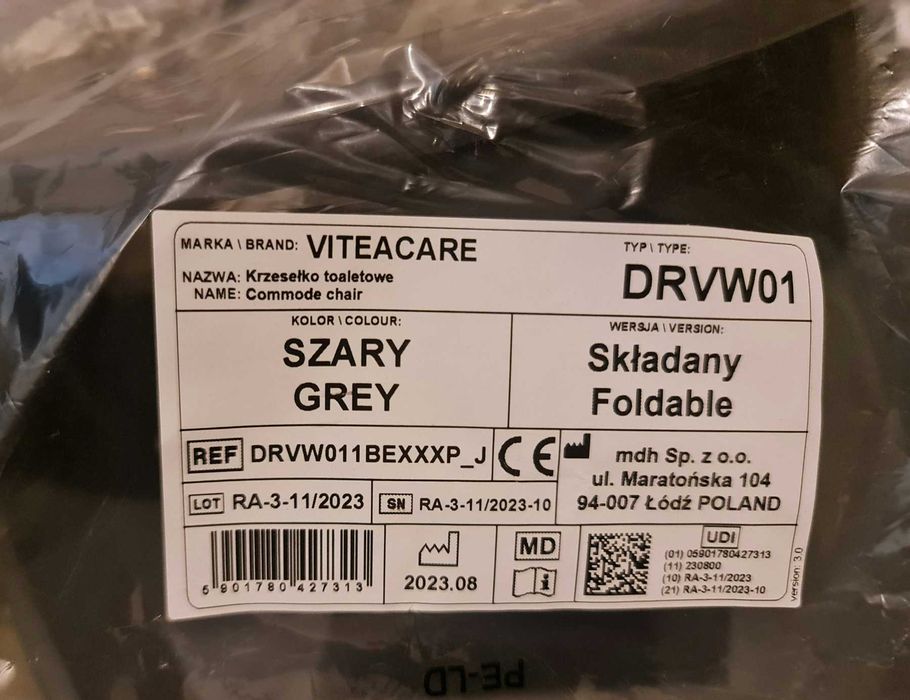 MARKA \ BRAND: VITEACARE
NAZWA: Krzesełko toaletowe
NAME: Commode chair
TYP \ TYPE:
DRVW01
KOLOR \ COLOUR:
SZARY
GREY
WERSJA \ VERSION:
Składany
Foldable
REF DRVW011BEXXXP_J
CE
mdh Sp. z o.o.
ul. Maratońska 104
94-007 Łódź POLAND
LOT RA-3-11/2023
SN RA-3-11/2023-10
5 901780 427313
2023.08
MD
i
UDI
(01) 05901780427313
(11) 230800
(10) RA-3-11/2023
(21) RA-3-11/2023-10
version: 3.0
PE-LD